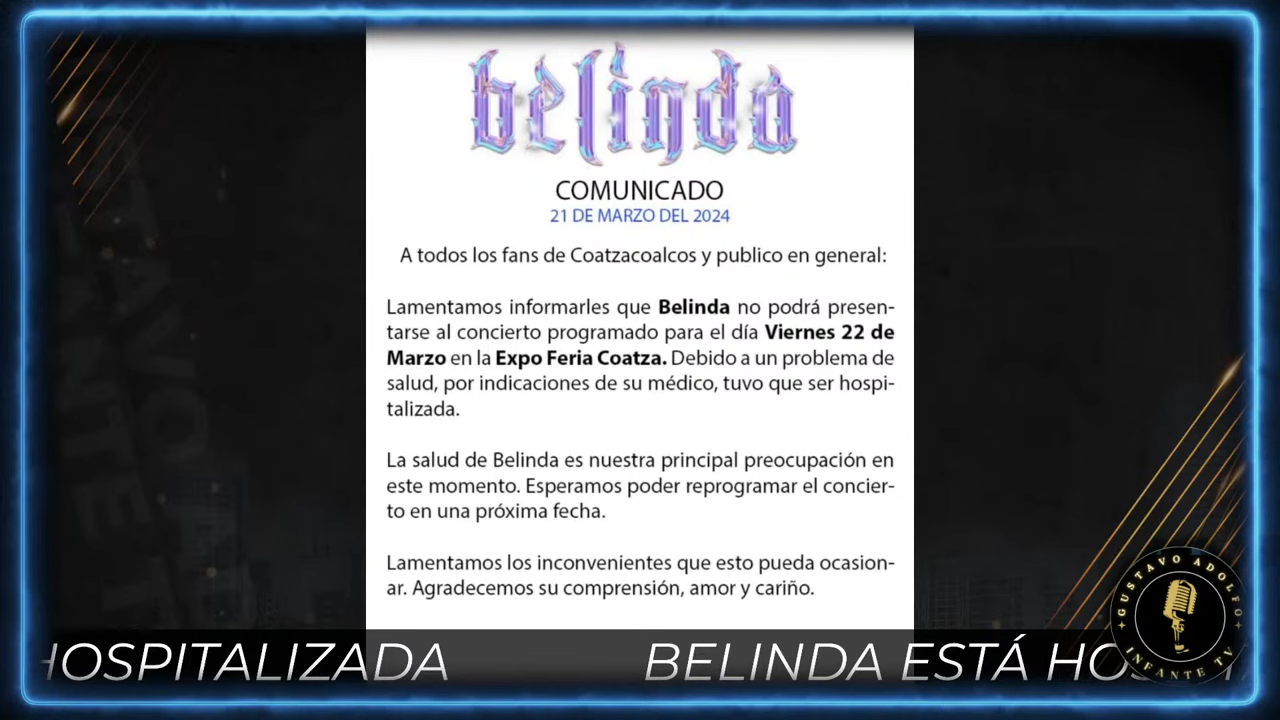 belinda
COMUNICADO
21 DE MARZO DEL 2024
A todos los fans de Coatzacoalcos y publico en general:
Lamentamos informarles que Belinda no podrá presen-
tarse al concierto programado para el día Viernes 22 de
Marzo en la Expo Feria Coatza. Debido a un problema de
salud, por indicaciones de su médico, tuvo que ser hospi-
talizada.
La salud de Belinda es nuestra principal preocupación en
este momento. Esperamos poder reprogramar el concier-
to en una próxima fecha.
Lamentamos los inconvenientes que esto pueda ocasion-
ar. Agradecemos su comprensión, amor y cariño.
HOSPITALIZADA BELINDA ESTÁ
GUSTAVO ADOLFO
INFANTE TV